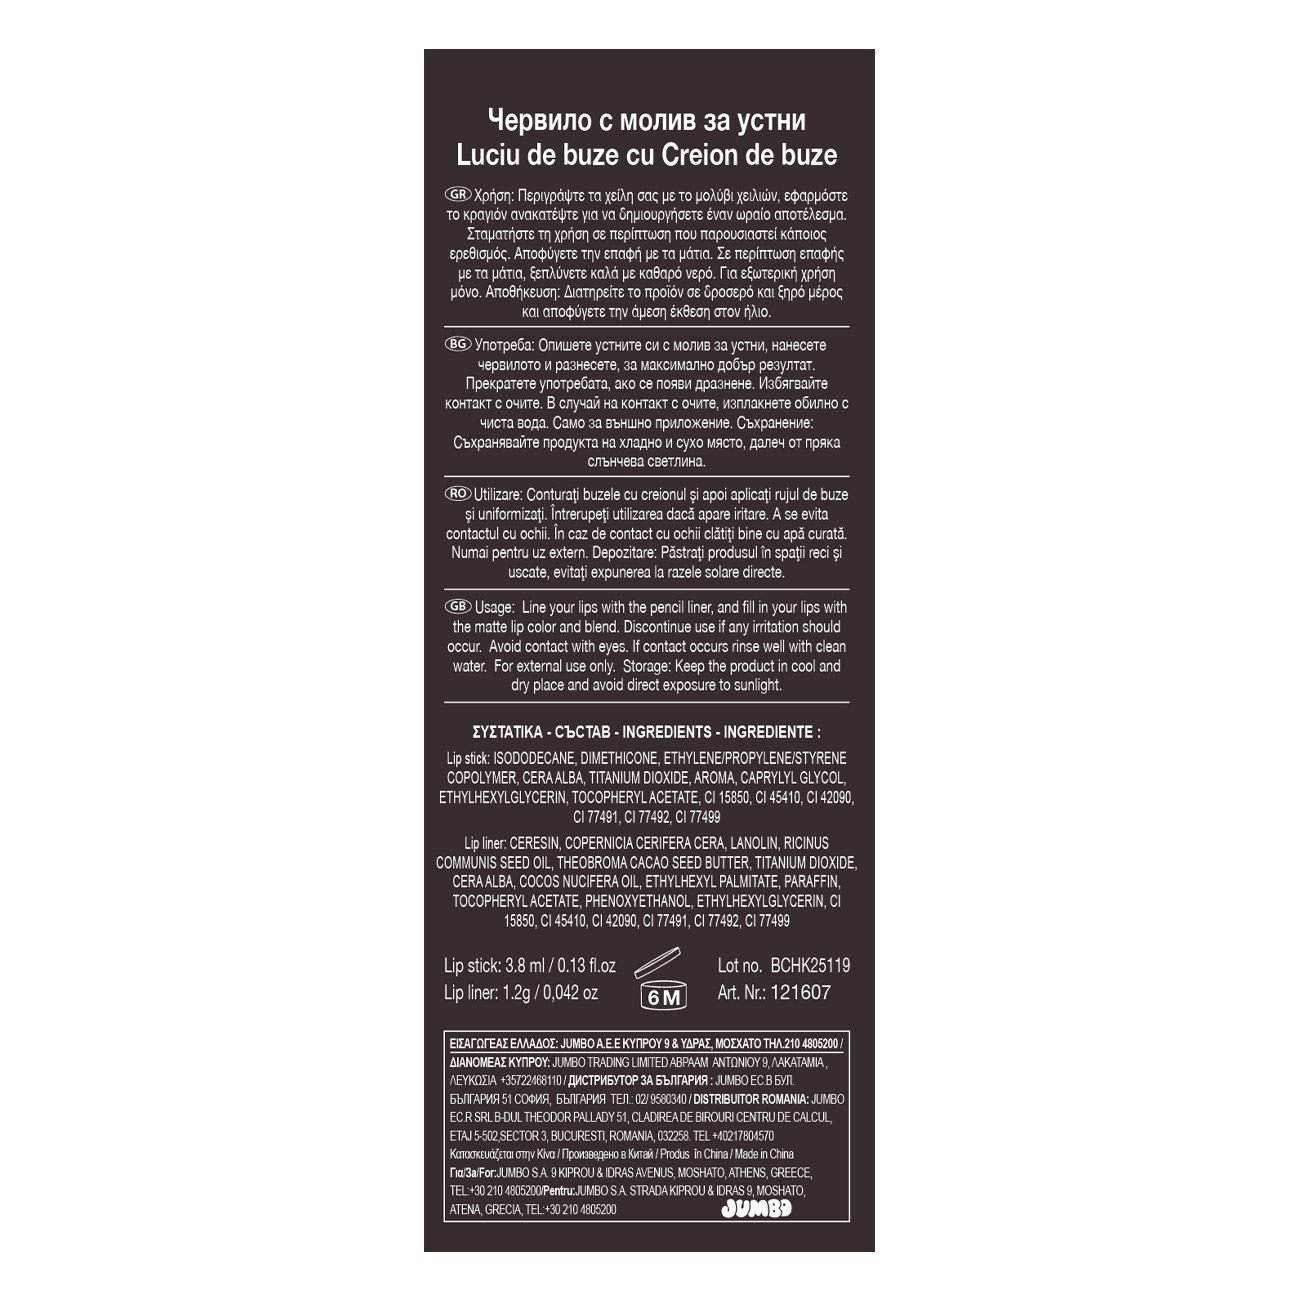 Червило с молив за устни
Luciu de buze cu Creion de buze
GR Χρήση: Περιγράψτε τα χείλη σας με το μολύβι χειλιών, εφαρμόστε
το κραγιόν ανακατέψτε για να δημιουργήσετε έναν ωραίο αποτέλεσμα.
Σταματήστε τη χρήση σε περίπτωση που παρουσιαστεί κάποιος
ερεθισμός. Αποφύγετε την επαφή με τα μάτια. Σε περίπτωση επαφής
με τα μάτια, ξεπλύνετε καλά με καθαρό νερό. Για εξωτερική χρήση
μόνο. Αποθήκευση: Διατηρείτε το προϊόν σε δροσερό και ξηρό μέρος
και αποφύγετε την άμεση έκθεση στον ήλιο.
BG Употреба: Опишете устните си с молив за устни, нанесете
червилото и разнесете, за максимално добър резултат.
Прекратете употребата, ако се появи дразнене. Избягвайте
контакт с очите. В случай на контакт с очите, изплакнете обилно с
чиста вода. Само за външно приложение. Съхранение:
Съхранявайте продукта на хладно и сухо място, далеч от пряка
слънчева светлина.
RO Utilizare: Conturaţi buzele cu creionul şi apoi aplicaţi rujul de buze
şi uniformizaţi. Întrerupeţi utilizarea dacă apare iritare. A se evita
contactul cu ochii. În caz de contact cu ochii clătiţi bine cu apă curată.
Numai pentru uz extern. Depozitare: Păstraţi produsul în spaţii reci şi
uscate, evitaţi expunerea la razele solare directe.
GB Usage: Line your lips with the pencil liner, and fill in your lips with
the matte lip color and blend. Discontinue use if any irritation should
occur. Avoid contact with eyes. If contact occurs rinse well with clean
water. For external use only. Storage: Keep the product in cool and
dry place and avoid direct exposure to sunlight.
ΣΥΣΤΑΤΙΚΑ - СЪСТАВ - INGREDIENTS - INGREDIENTE :
Lip stick: ISODODECANE, DIMETHICONE, ETHYLENE/PROPYLENE/STYRENE
COPOLYMER, CERA ALBA, TITANIUM DIOXIDE, AROMA, CAPRYLYL GLYCOL,
ETHYLHEXYLGLYCERIN, TOCOPHERYL ACETATE, CI 15850, CI 45410, CI 42090,
CI 77491, CI 77492, CI 77499
Lip liner: CERESIN, COPERNICIA CERIFERA CERA, LANOLIN, RICINUS
COMMUNIS SEED OIL, THEOBROMA CACAO SEED BUTTER, TITANIUM DIOXIDE,
CERA ALBA, COCOS NUCIFERA OIL, ETHYLHEXYL PALMITATE, PARAFFIN,
TOCOPHERYL ACETATE, PHENOXYETHANOL, ETHYLHEXYLGLYCERIN, CI
15850, CI 45410, CI 42090, CI 77491, CI 77492, CI 77499
Lip stick: 3.8 ml / 0.13 fl.oz
Lip liner: 1.2g / 0,042 oz
6 M
Lot no. BCHK25119
Art. Nr.: 121607
ΕΙΣΑΓΩΓΕΑΣ ΕΛΛΑΔΟΣ: JUMBO A.E.E ΚΥΠΡΟΥ 9 & ΥΔΡΑΣ, ΜΟΣΧΑΤΟ ΤΗΛ.210 4805200 /
ΔΙΑΝΟΜΕΑΣ ΚΥΠΡΟΥ: JUMBO TRADING LIMITED ΑΒΡΑΑΜ ΑΝΤΩΝΙΟΥ 9, ΛΑΚΑΤΑΜΙΑ ,
ΛΕΥΚΩΣΙΑ +35722468110 / ДИСТРИБУТОР ЗА БЪЛГАРИЯ : JUMBO EC.B БУЛ.
БЪЛГАРИЯ 51 СОФИЯ, БЪЛГАРИЯ ТЕЛ.: 02/ 9580340 / DISTRIBUITOR ROMANIA: JUMBO
EC.R SRL B-DUL THEODOR PALLADY 51, CLADIREA DE BIROURI CENTRU DE CALCUL,
ETAJ 5-502,SECTOR 3, BUCURESTI, ROMANIA, 032258. TEL +40217804570
Κατασκευάζεται στην Κίνα / Произведено в Китай / Produs în China / Made in China
Για/За/For:JUMBO S.A. 9 KIPROU & IDRAS AVENUS, MOSHATO, ATHENS, GREECE,
TEL:+30 210 4805200/Pentru:JUMBO S.A. STRADA KIPROU & IDRAS 9, MOSHATO,
ATENA, GRECIA, TEL:+30 210 4805200
JUMBO